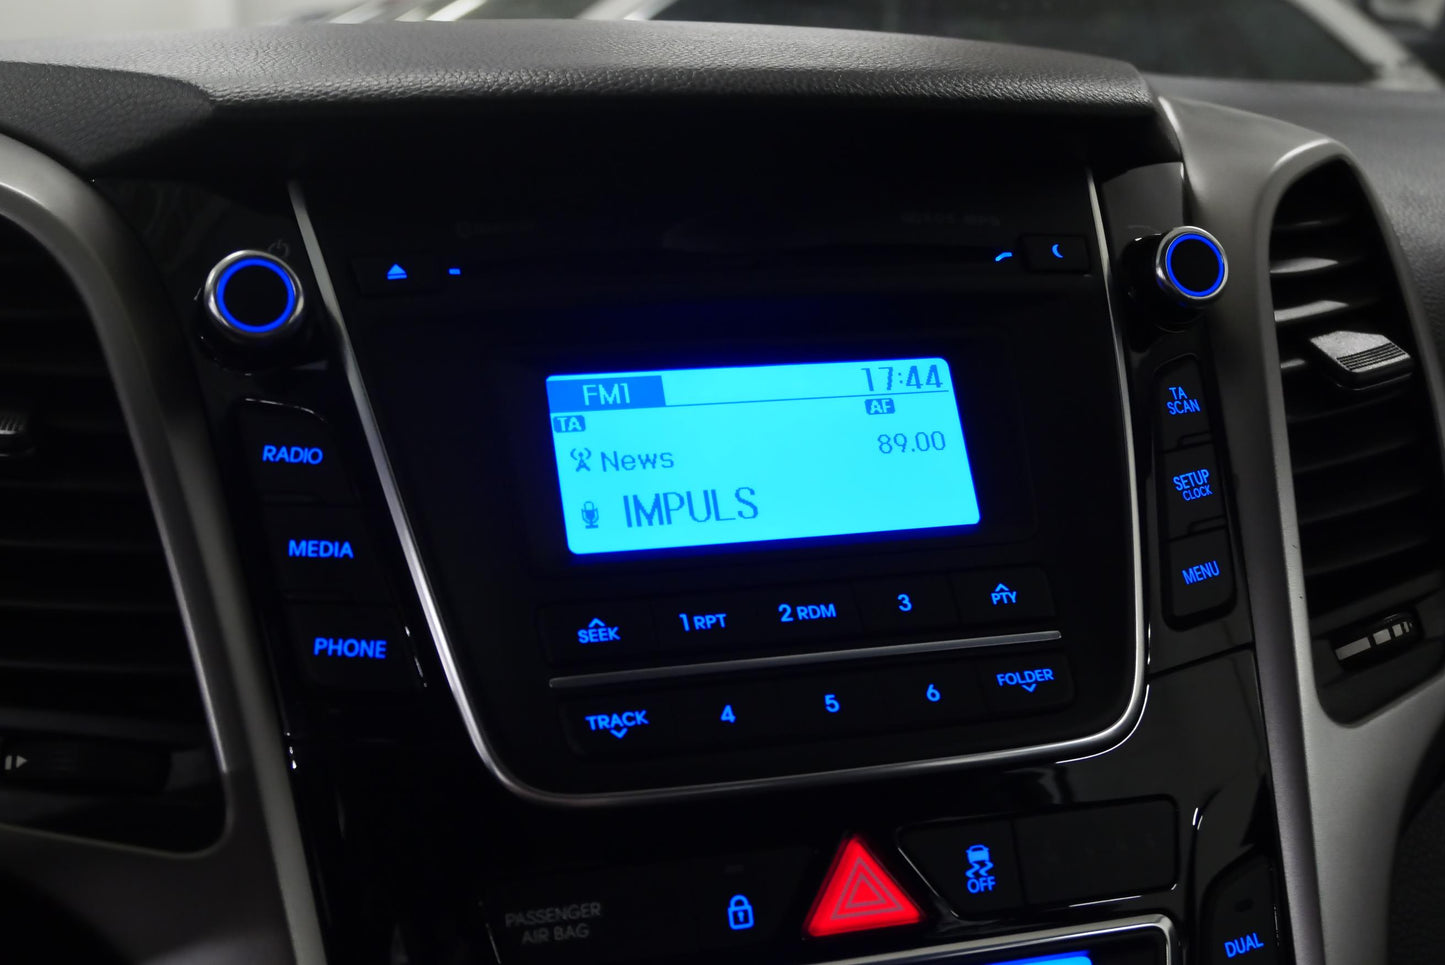 FM1 17:44
TA AF
News 89.00
IMPULS
RADIO
MEDIA
PHONE
TA
SCAN
SETUP
CLOCK
MENU
SEEK 1 RPT 2 RDM 3 PTY
TRACK 4 5 6 FOLDER
PASSENGER
AIR BAG
OFF
DUAL